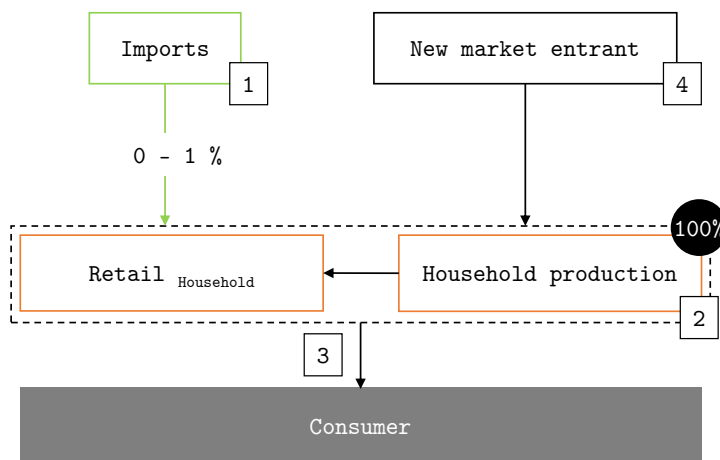 Imports
New market entrant
1
4
0 - 1 %
100%
Retail Household
Household production
2
3
Consumer